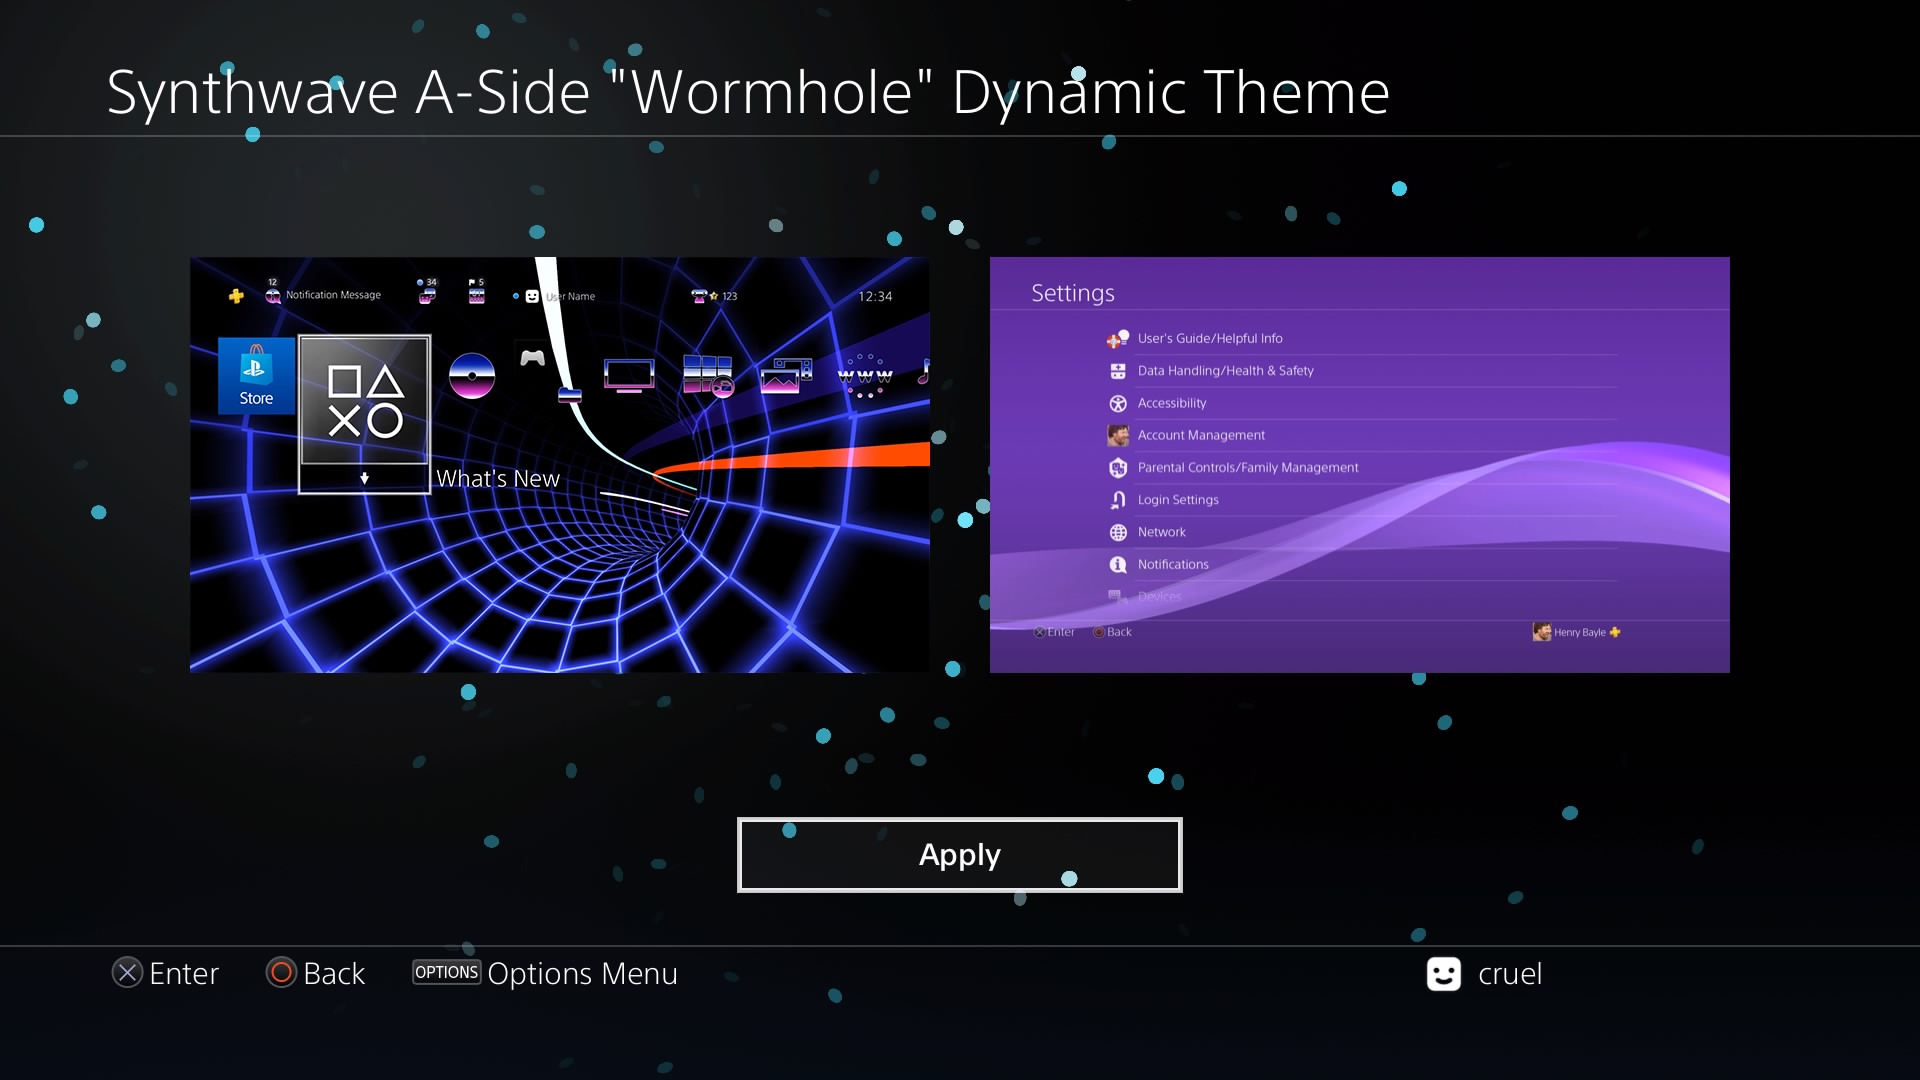 Synthwave A-Side "Wormhole" Dynamic Theme
12
Notification Message
34
5
User Name
123
12:34
Store
What's New
www
Settings
User's Guide/Helpful Info
Data Handling/Health & Safety
Accessibility
Account Management
Parental Controls/Family Management
Login Settings
Network
Notifications
Devices
Enter
Back
Henry Bayle
Apply
Enter
Back
OPTIONS Options Menu
cruel